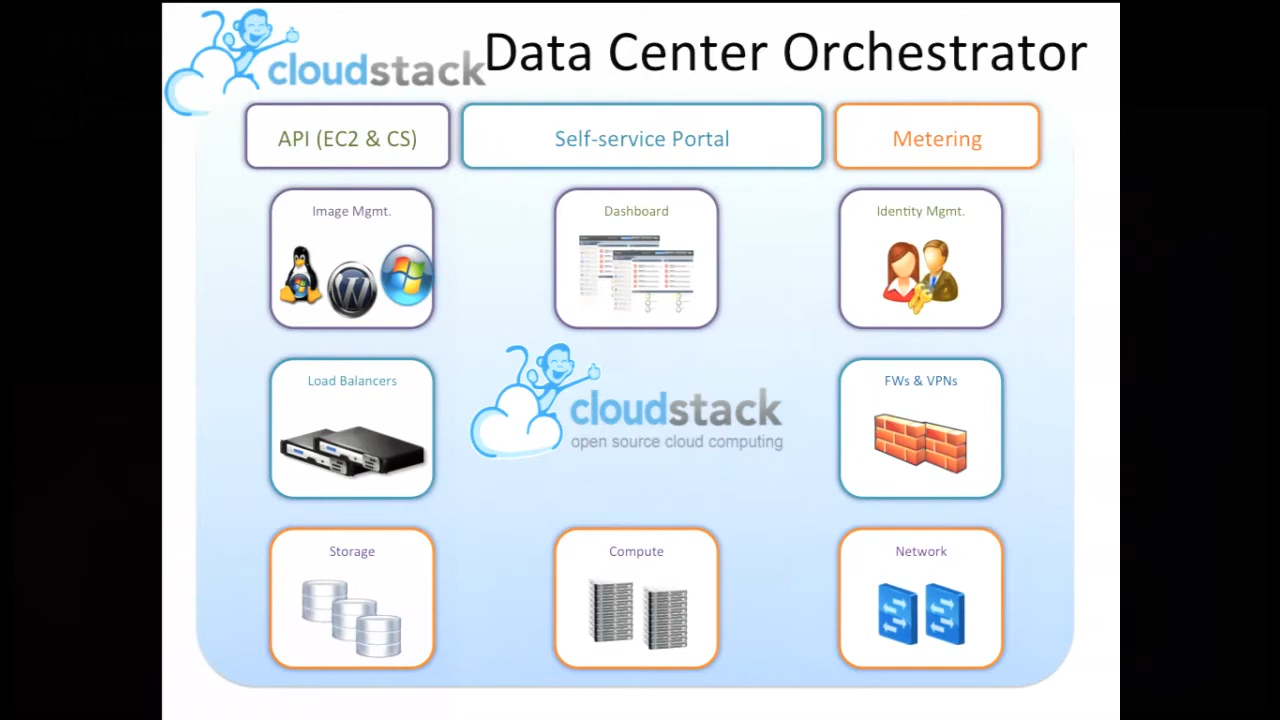 cloudstack Data Center Orchestrator
API (EC2 & CS)
Self-service Portal
Metering
Image Mgmt.
Dashboard
Identity Mgmt.
Load Balancers
cloudstack
open source cloud computing
FWs & VPNs
Storage
Compute
Network